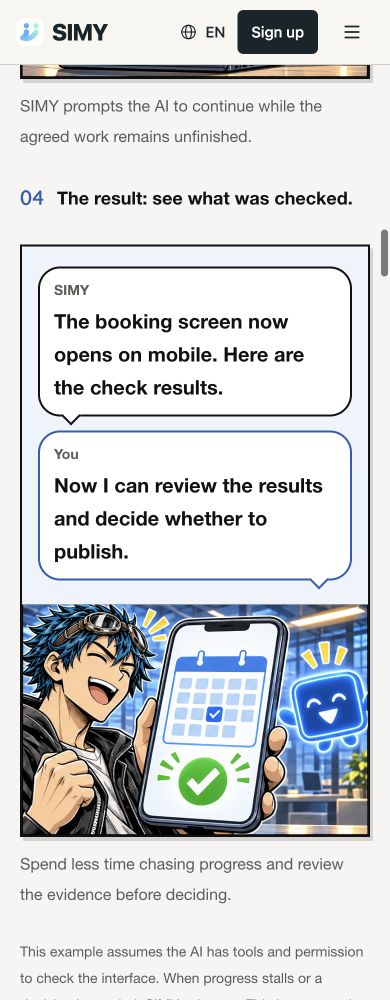 SIMY
EN
Sign up
SIMY prompts the AI to continue while the
agreed work remains unfinished.
04 The result: see what was checked.
SIMY
The booking screen now
opens on mobile. Here are
the check results.
You
Now I can review the results
and decide whether to
publish.
Spend less time chasing progress and review
the evidence before deciding.
This example assumes the AI has tools and permission
to check the interface. When progress stalls or a